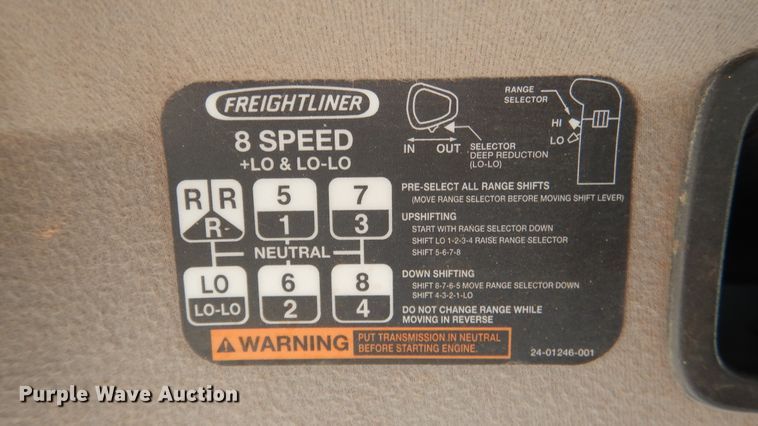 FREIGHTLINER
8 SPEED
+LO & LO-LO
RANGE
SELECTOR
HI
LO
IN OUT
SELECTOR
DEEP REDUCTION
(LO-LO)
R R 5 7
R 1 3
NEUTRAL
LO 6 8
LO-LO 2 4
PRE-SELECT ALL RANGE SHIFTS
(MOVE RANGE SELECTOR BEFORE MOVING SHIFT LEVER)
UPSHIFTING
START WITH RANGE SELECTOR DOWN
SHIFT LO 1-2-3-4 RAISE RANGE SELECTOR
SHIFT 5-6-7-8
DOWN SHIFTING
SHIFT 8-7-6-5 MOVE RANGE SELECTOR DOWN
SHIFT 4-3-2-1-LO
DO NOT CHANGE RANGE WHILE
MOVING IN REVERSE
WARNING
PUT TRANSMISSION IN NEUTRAL
BEFORE STARTING ENGINE.
24-01246-001
Purple Wave Auction